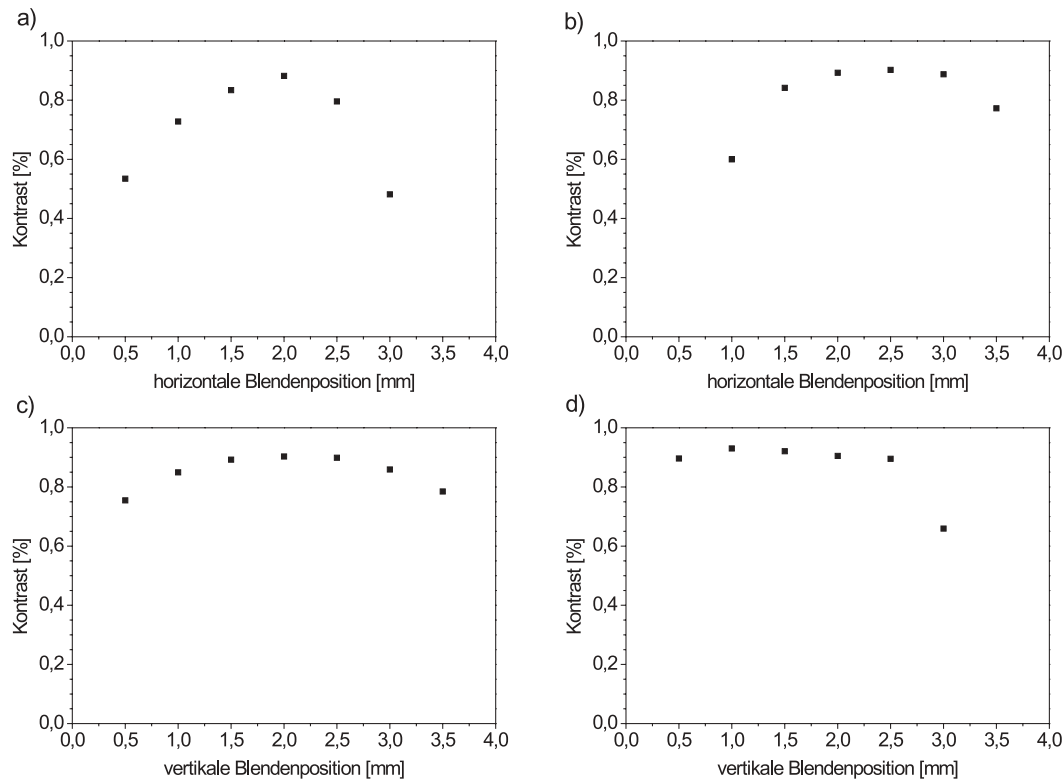 a)
1,0
0,8
0,6
0,4
0,2
0,0
Kontrast [%]
0,0 0,5 1,0 1,5 2,0 2,5 3,0 3,5 4,0
horizontale Blendenposition [mm]
b)
1,0
0,8
0,6
0,4
0,2
0,0
Kontrast [%]
0,0 0,5 1,0 1,5 2,0 2,5 3,0 3,5 4,0
horizontale Blendenposition [mm]
c)
1,0
0,8
0,6
0,4
0,2
0,0
Kontrast [%]
0,0 0,5 1,0 1,5 2,0 2,5 3,0 3,5 4,0
vertikale Blendenposition [mm]
d)
1,0
0,8
0,6
0,4
0,2
0,0
Kontrast [%]
0,0 0,5 1,0 1,5 2,0 2,5 3,0 3,5 4,0
vertikale Blendenposition [mm]